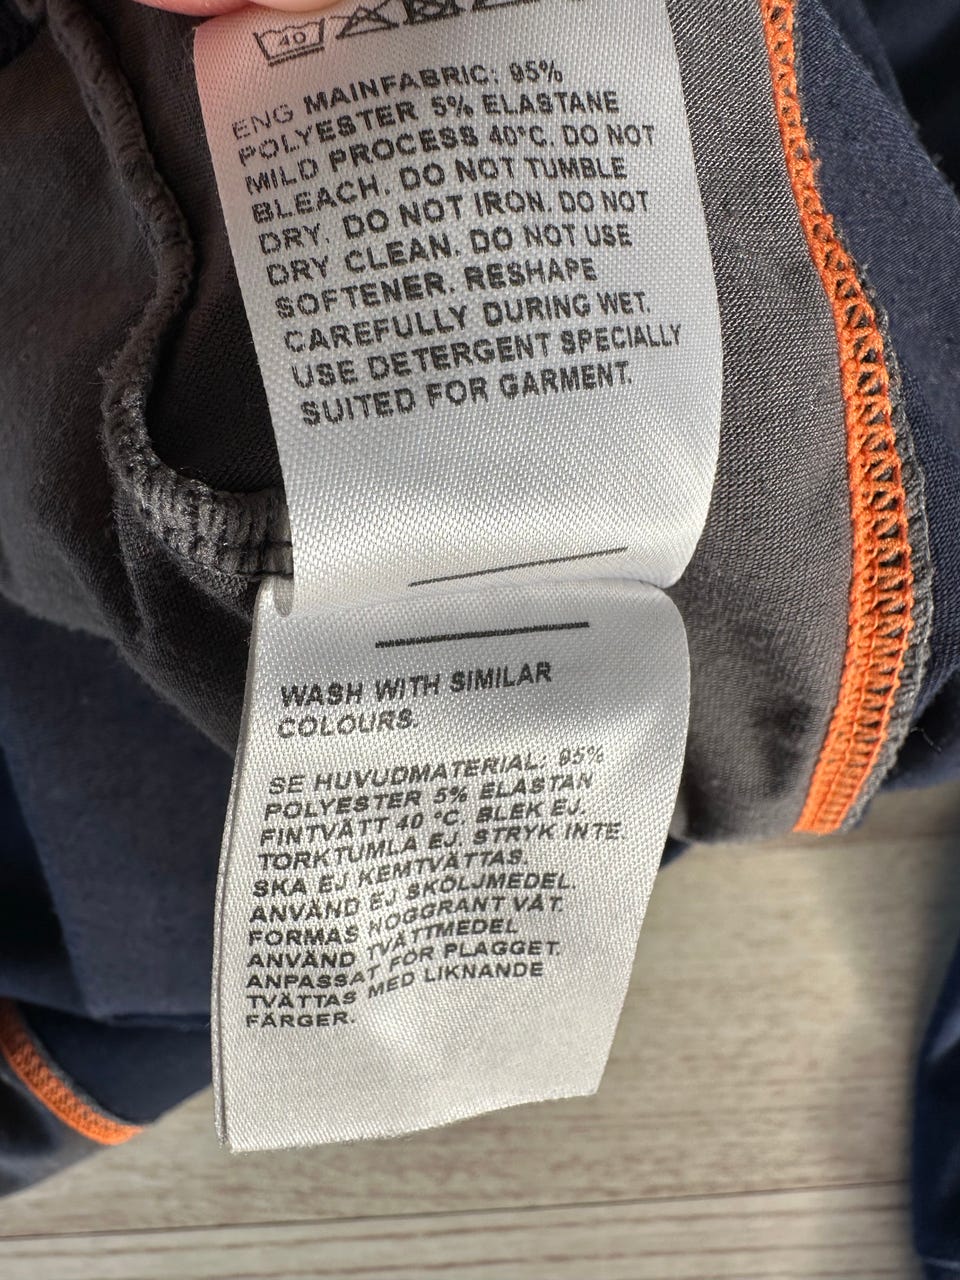 40
ENG MAINFABRIC: 95%
POLYESTER 5% ELASTANE
MILD PROCESS 40°C. DO NOT
BLEACH. DO NOT TUMBLE
DRY. DO NOT IRON. DO NOT
DRY CLEAN. DO NOT USE
SOFTENER. RESHAPE
CAREFULLY DURING WET.
USE DETERGENT SPECIALLY
SUITED FOR GARMENT.
WASH WITH SIMILAR
COLOURS.
SE HUVUDMATERIAL: 95%
POLYESTER 5% ELASTAN
FINTVÄTT 40 °C. BLEK EJ.
TORKTUMLA EJ. STRYK INTE.
SKA EJ KEMTVÄTTAS.
ANVÄND EJ SKÖLJMEDEL.
FORMAS NOGGRANT VÅT.
ANVÄND TVÄTTMEDEL
ANPASSAT FÖR PLAGGET.
TVÄTTAS MED LIKNANDE
FÄRGER.